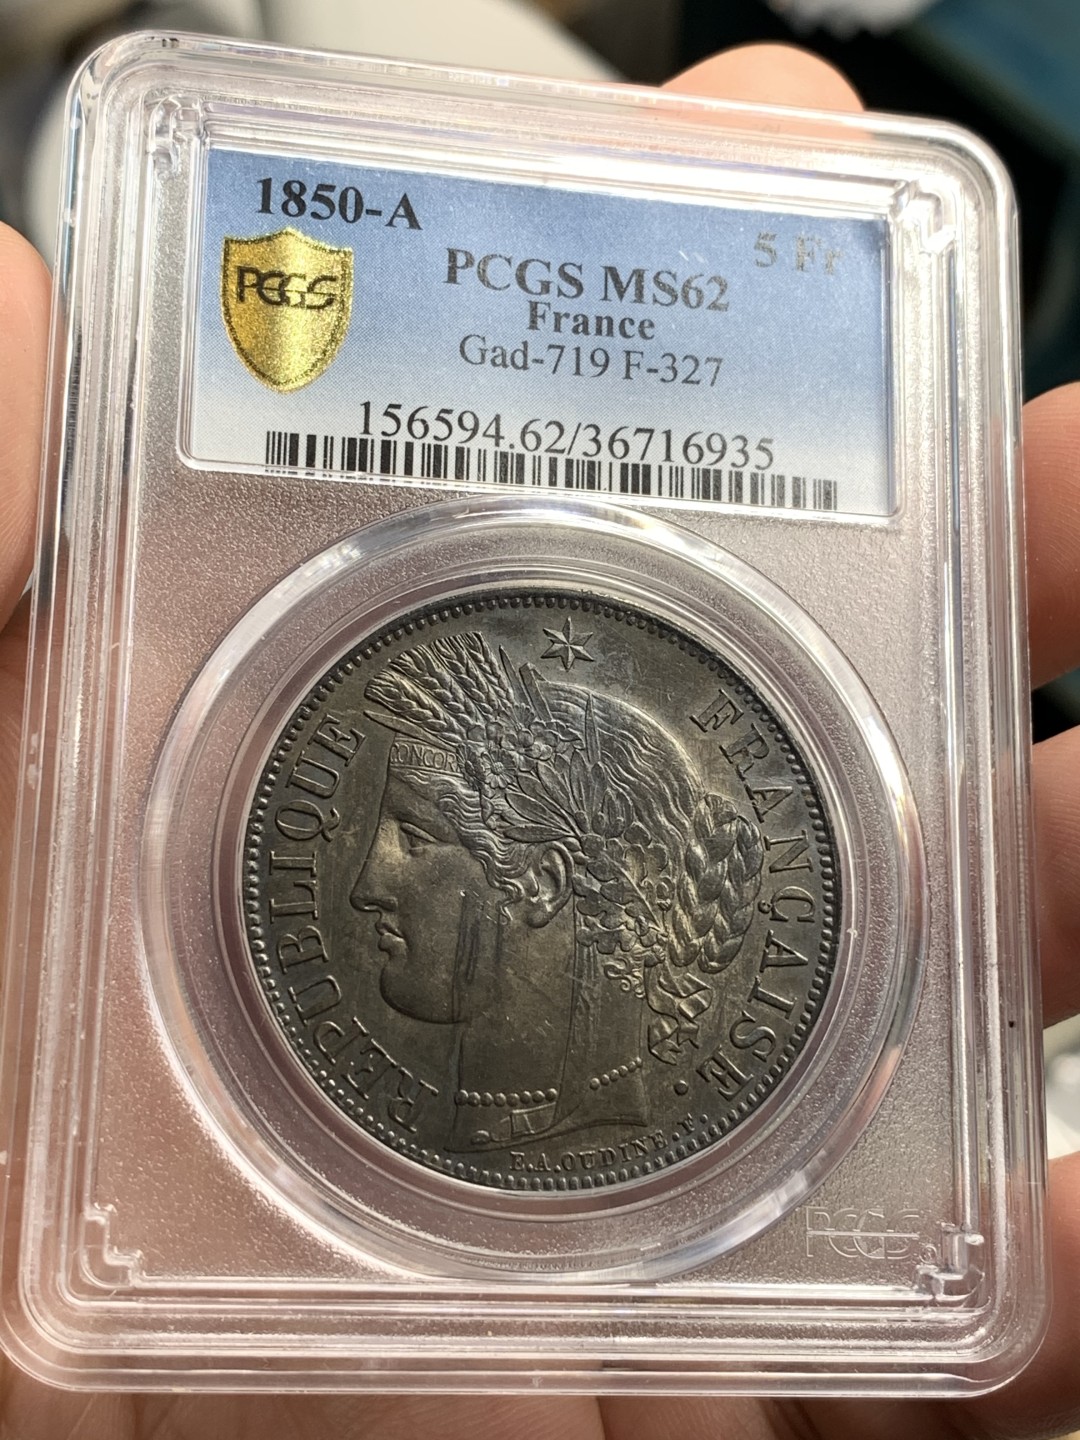 1850-A
5 Fr
PCGS
PCGS MS62
France
Gad-719 F-327
156594.62/36716935
REPUBLIQUE FRANÇAISE.
CONCOR
E.A.OUDINE.F.
PCGS